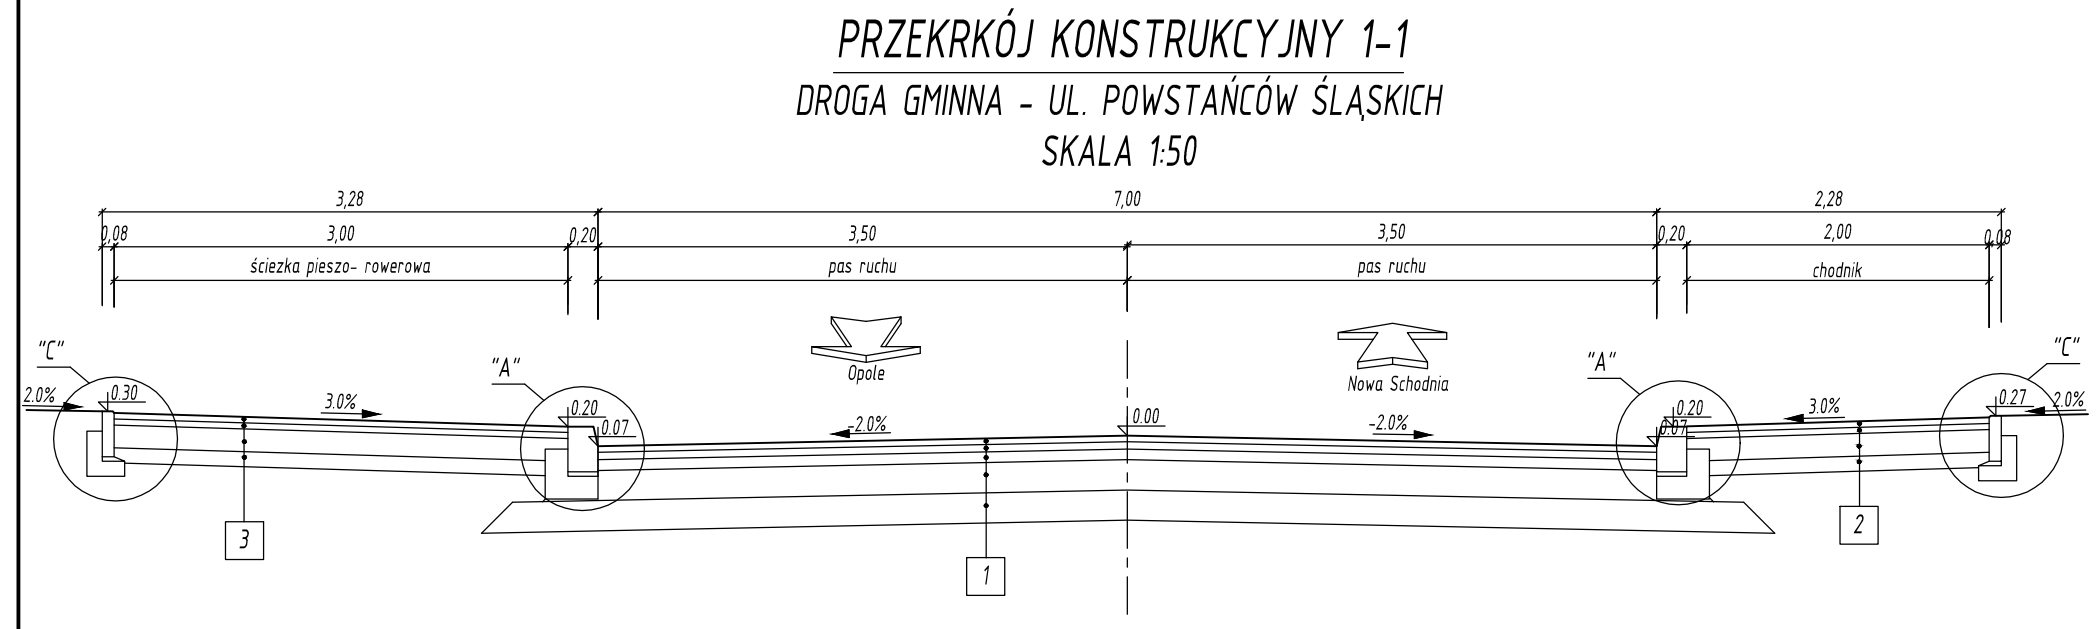 PRZEKRKÓJ KONSTRUKCYJNY 1-1
DROGA GMINNA - UL. POWSTAŃCÓW ŚLĄSKICH
SKALA 1:50
3,28 7,00 2,28
0,08 3,00 0,20 3,50 3,50 0,20 2,00 0,08
ściezka pieszo- rowerowa pas ruchu pas ruchu chodnik
Opole
Nowa Schodnia
"C" "A" "A" "C"
2.0% 0.30 3.0% 0.20 0.07 -2.0% 0.00 -2.0% 0.20 0.07 3.0% 0.27 2.0%
3 1 2